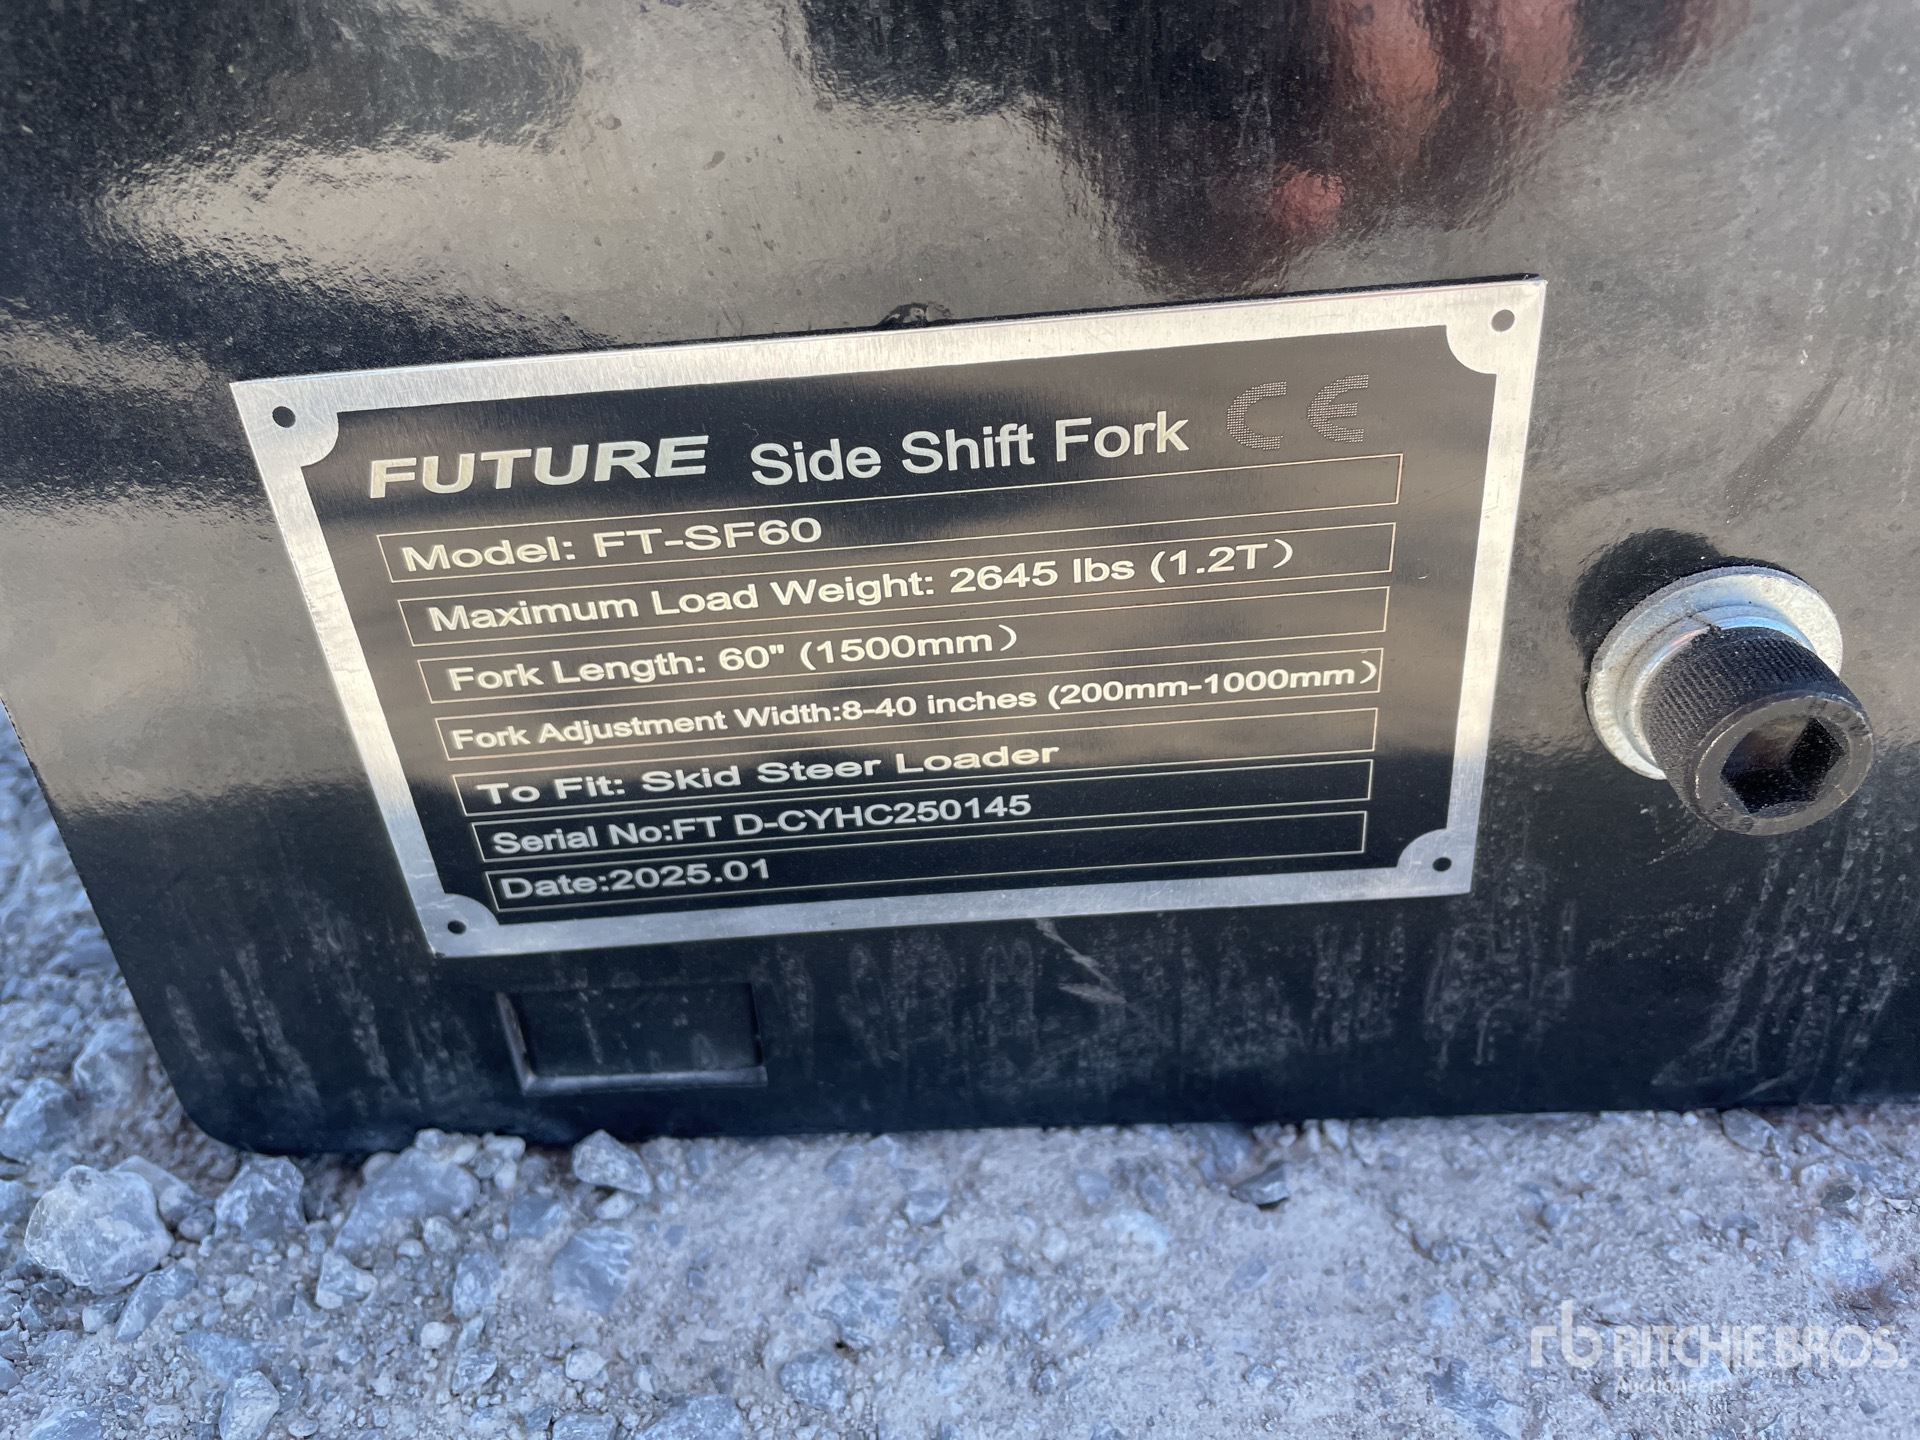 FUTURE Side Shift Fork CE
Model: FT-SF60
Maximum Load Weight: 2645 lbs (1.2T)
Fork Length: 60" (1500mm)
Fork Adjustment Width:8-40 inches (200mm-1000mm)
To Fit: Skid Steer Loader
Serial No:FT D-CYHC250145
Date:2025.01
rb RITCHIE BROS.
Auctioneers